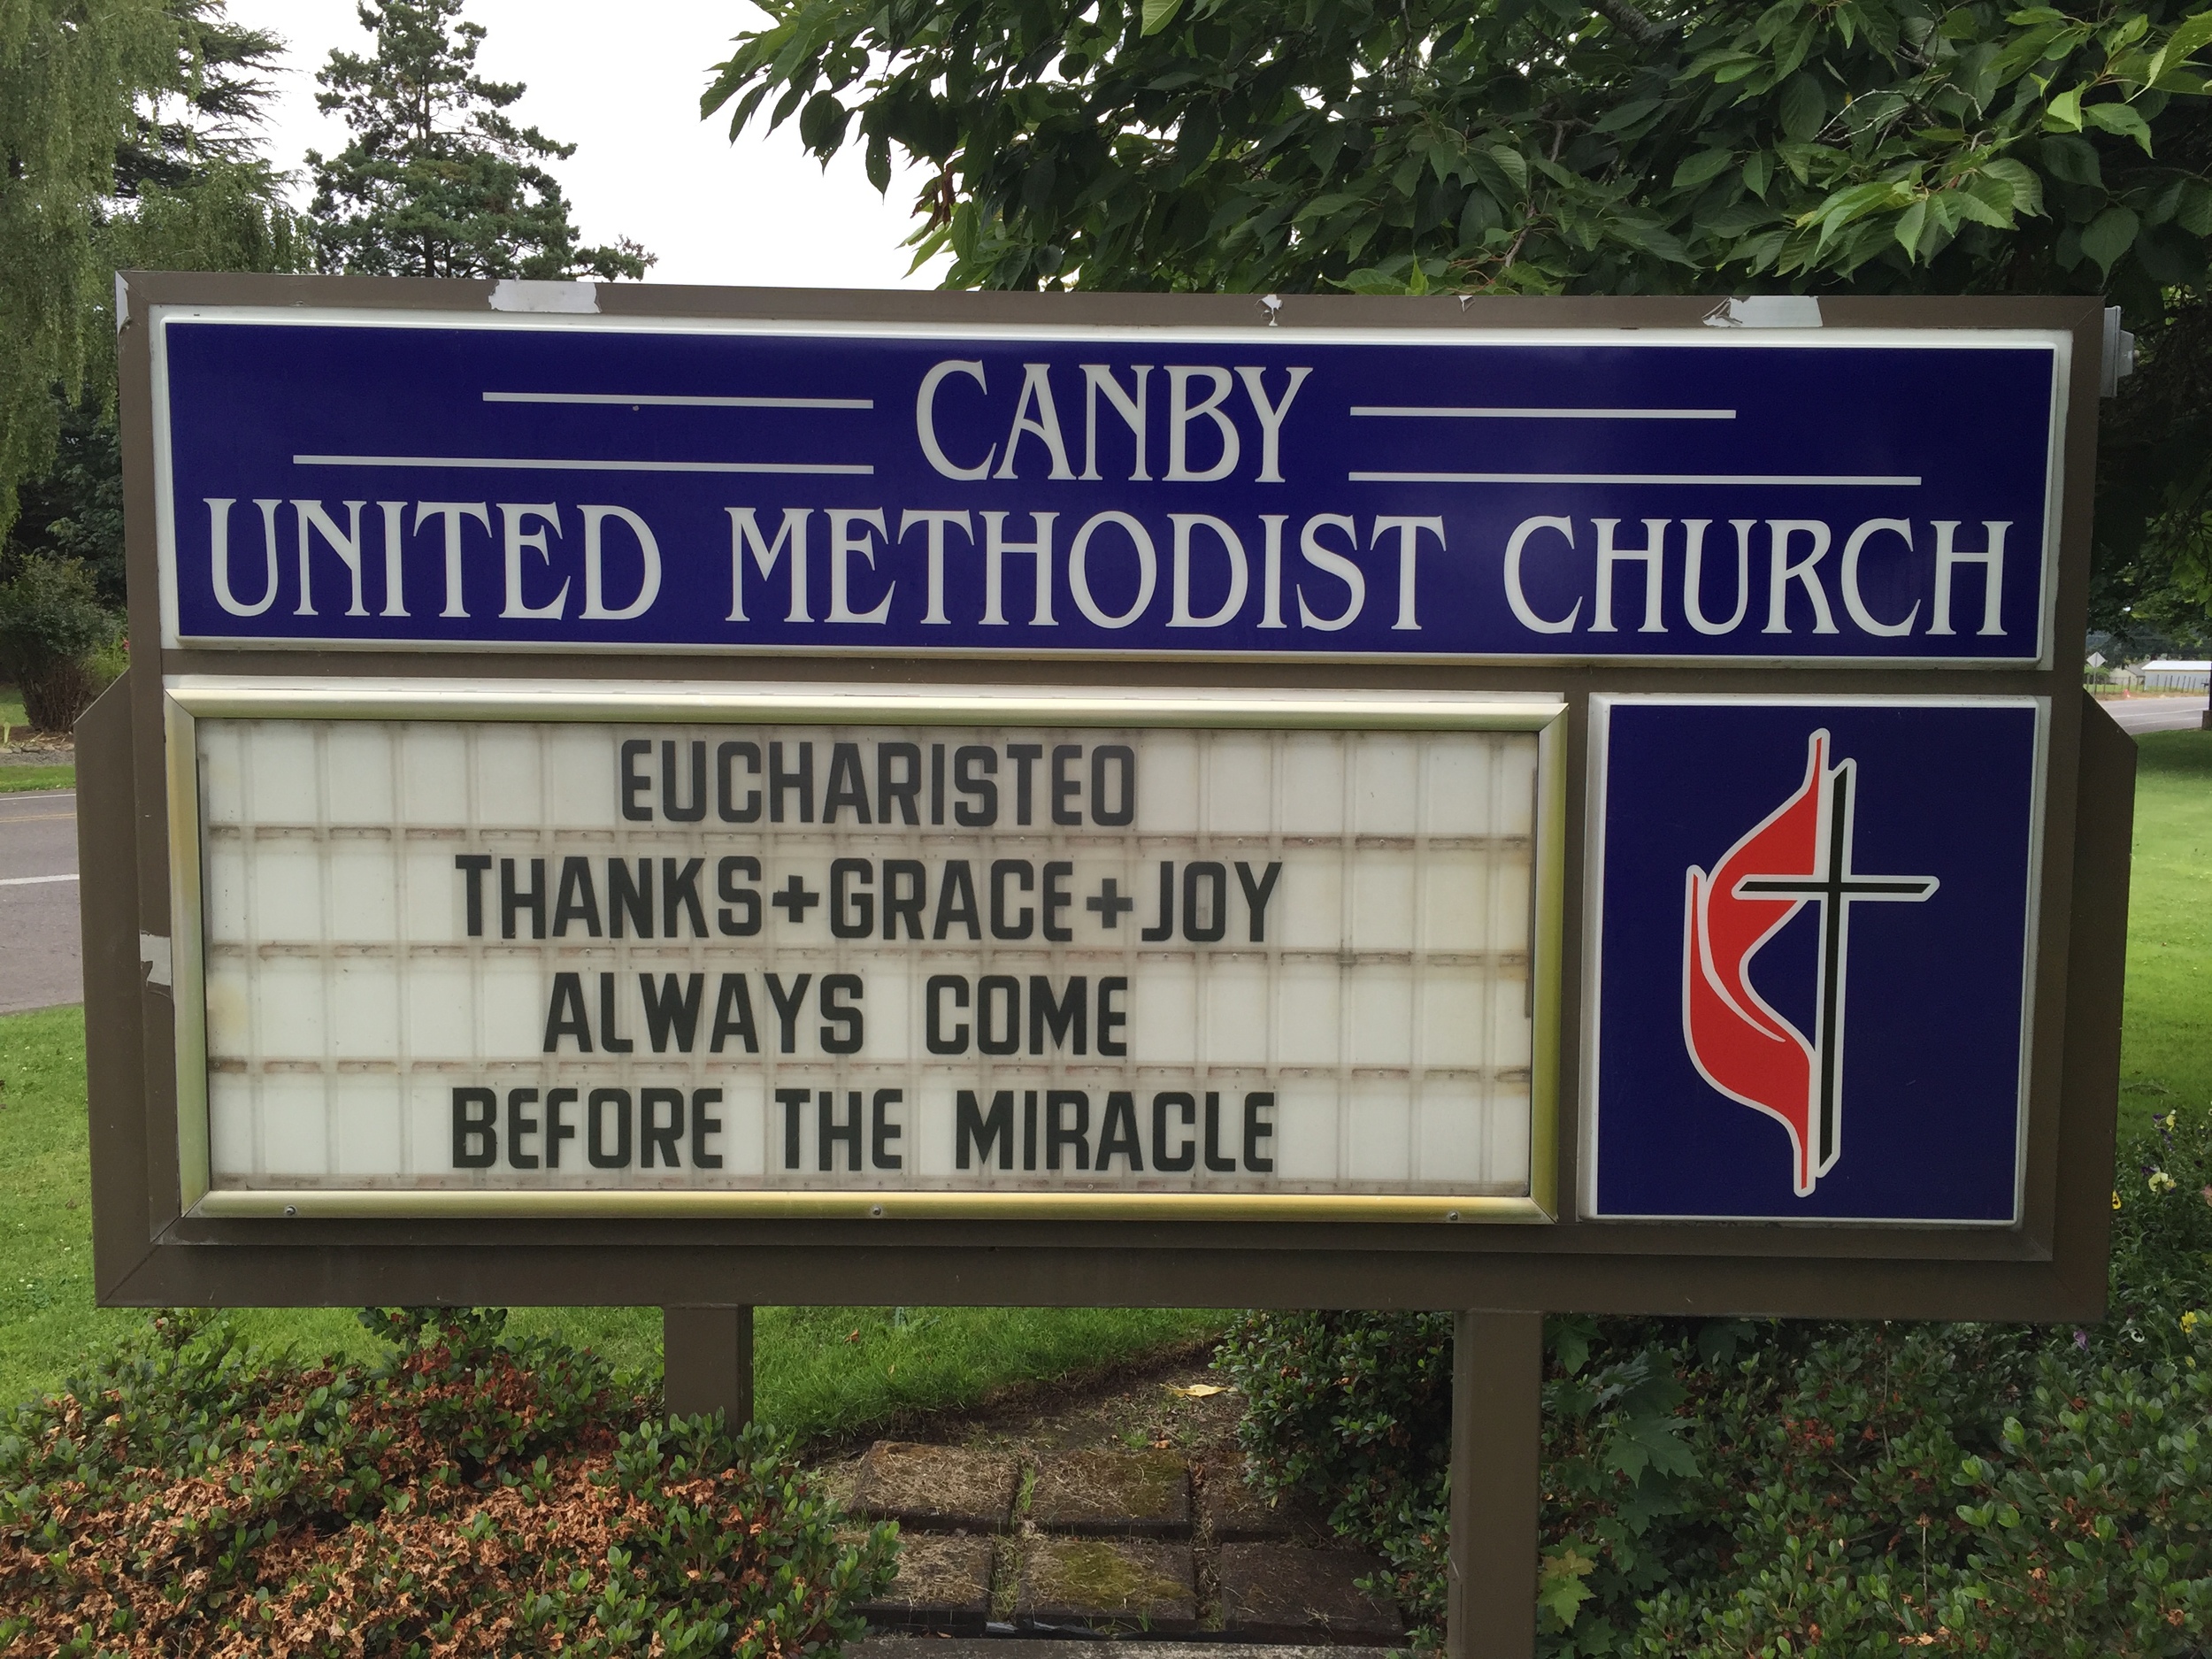 CANBY
UNITED METHODIST CHURCH
EUCHARISTEO
THANKS+GRACE+JOY
ALWAYS COME
BEFORE THE MIRACLE